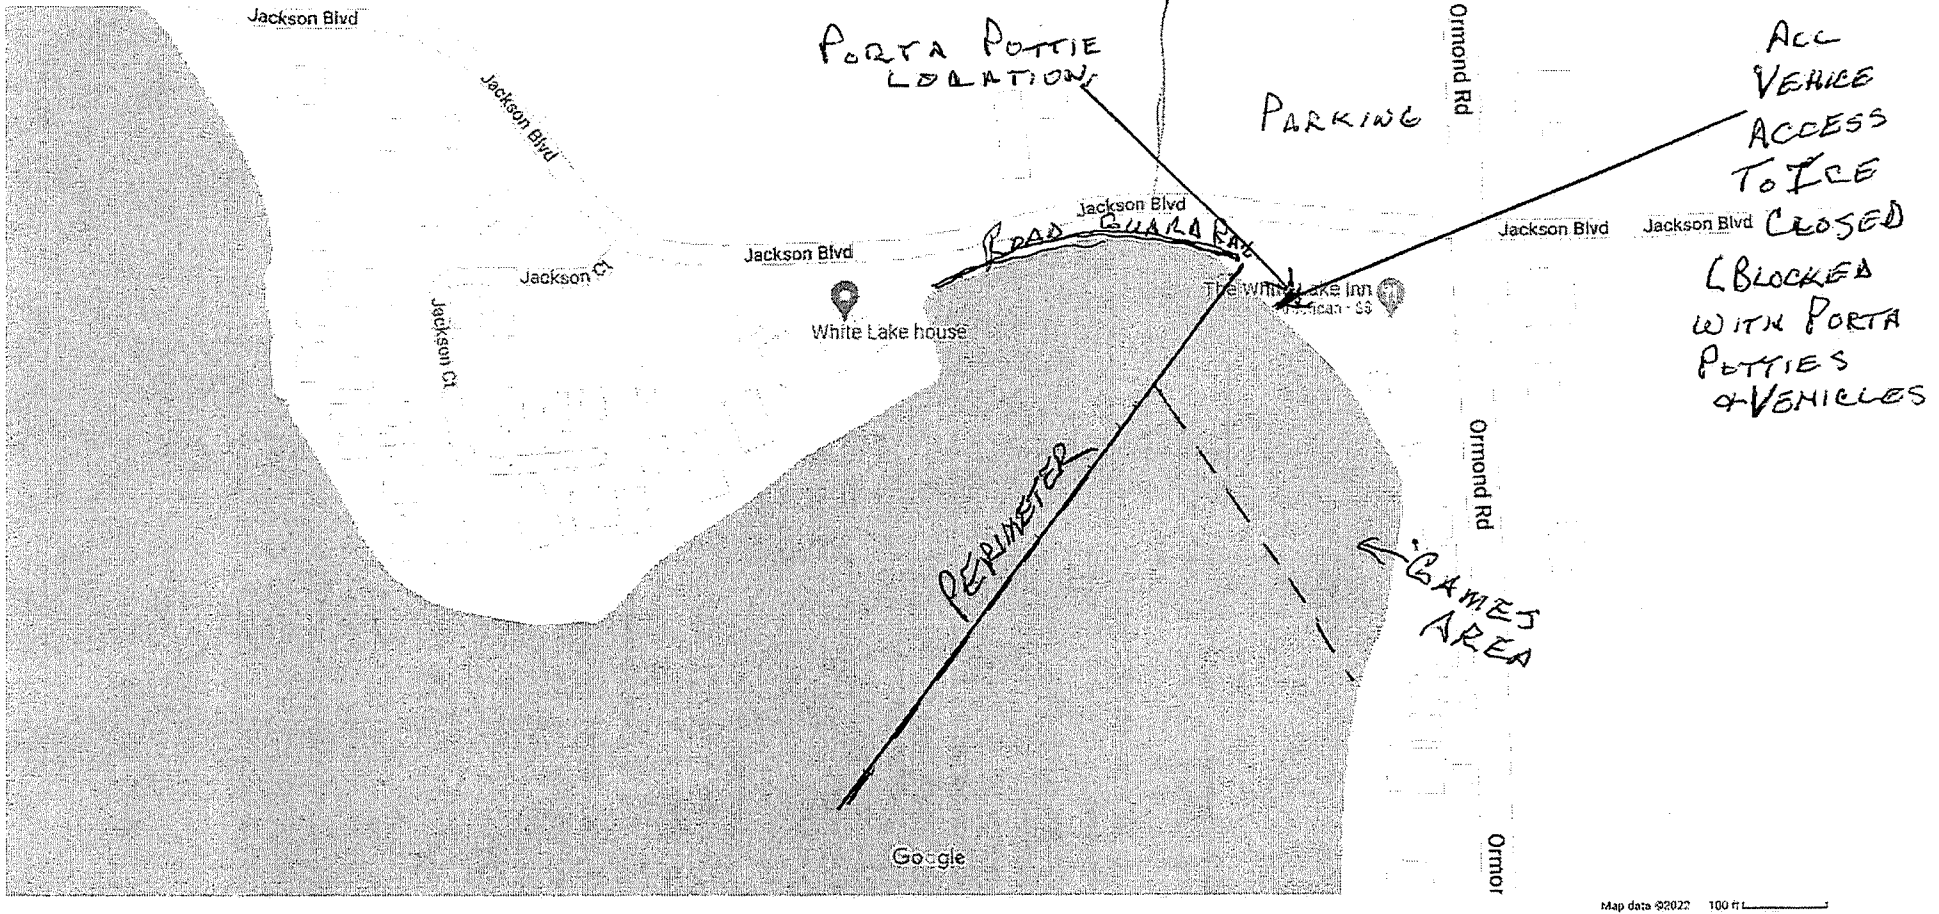 Jackson Blvd
Jackson Blvd
PORTA POTTIE
LOCATION
PARKING
Ormond Rd
ALL
VEHICLE
ACCESS
TO ICE
CLOSED
(BLOCKED
WITH PORTA
POTTIES
& VEHICLES
Jackson Blvd
ROAD GUARD RAIL
Jackson Blvd
Jackson Blvd
Jackson Blvd
Jackson Ct
Jackson Ct
White Lake house
The White Lake Inn
American · $$
PERIMETER
Ormond Rd
GAMES
AREA
Ormor
Google
Map data ©2022 100 ft